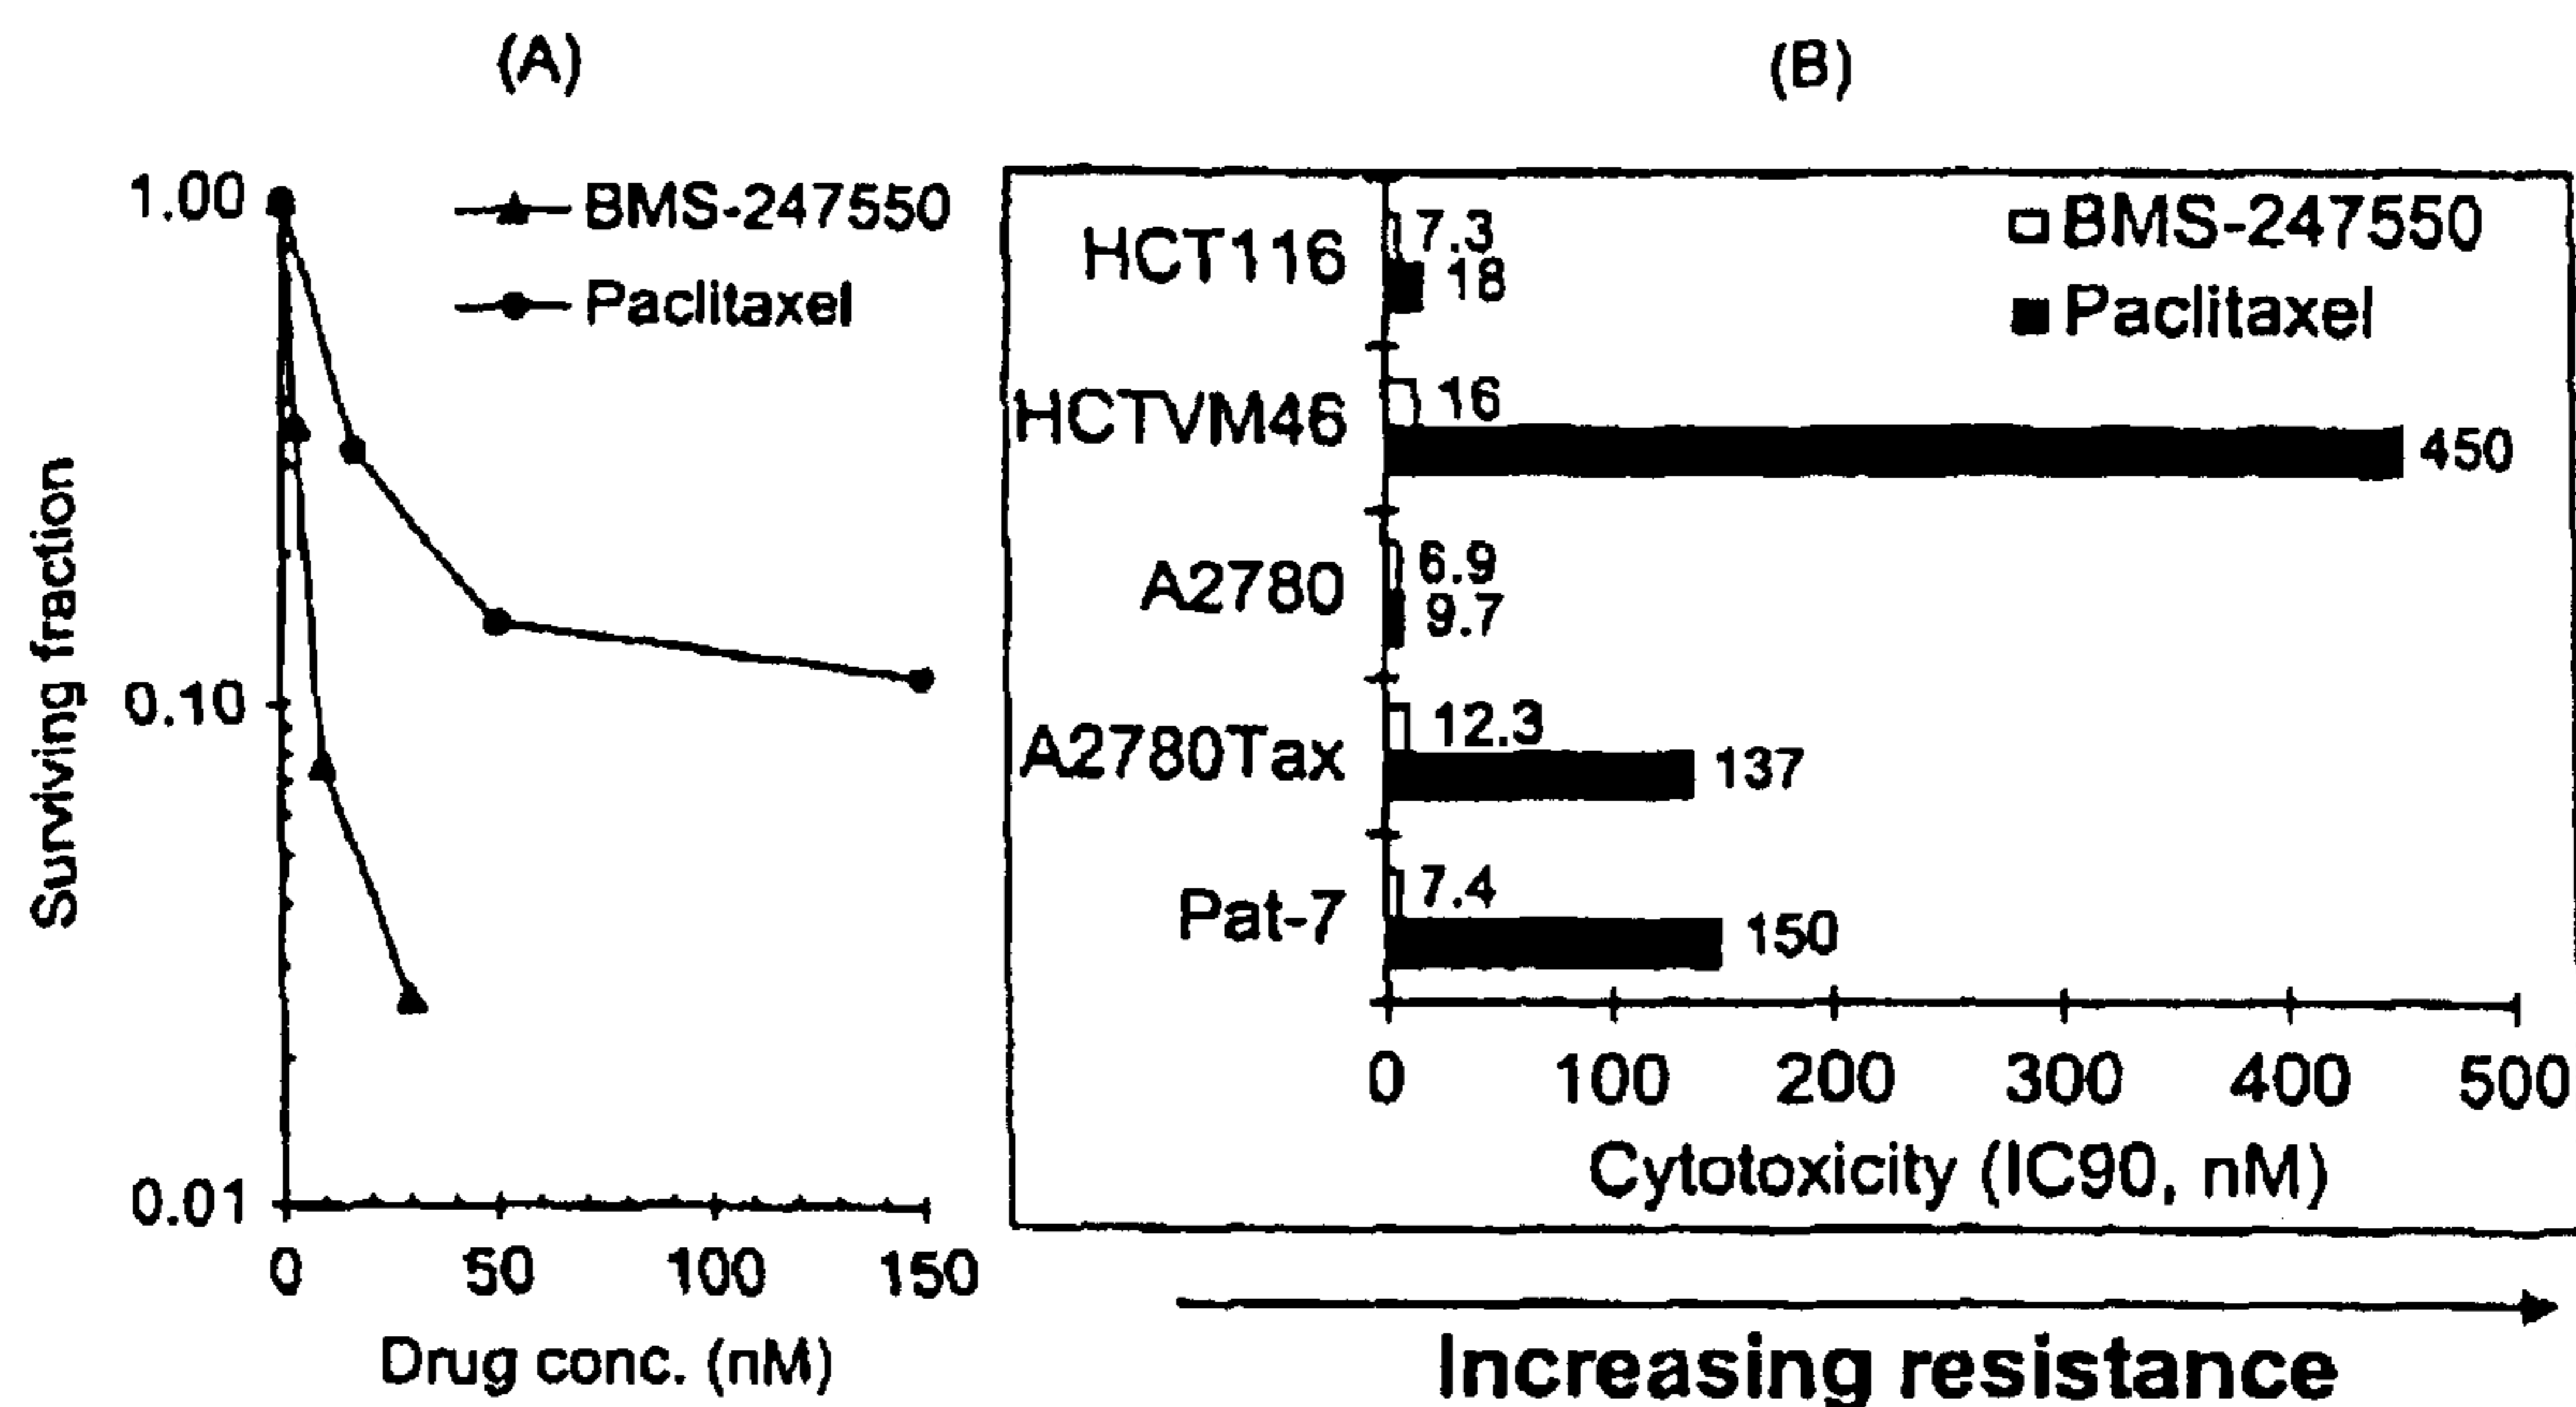 (A)
1.00
BMS-247550
Paclitaxel
0.10
0.01
Surviving fraction
0 50 100 150
Drug conc. (nM)
(B)
BMS-247550
Paclitaxel
HCT116
7.3
18
HCTVM46
16
450
A2780
6.9
9.7
A2780Tax
12.3
137
Pat-7
7.4
150
0 100 200 300 400 500
Cytotoxicity (IC90, nM)
Increasing resistance